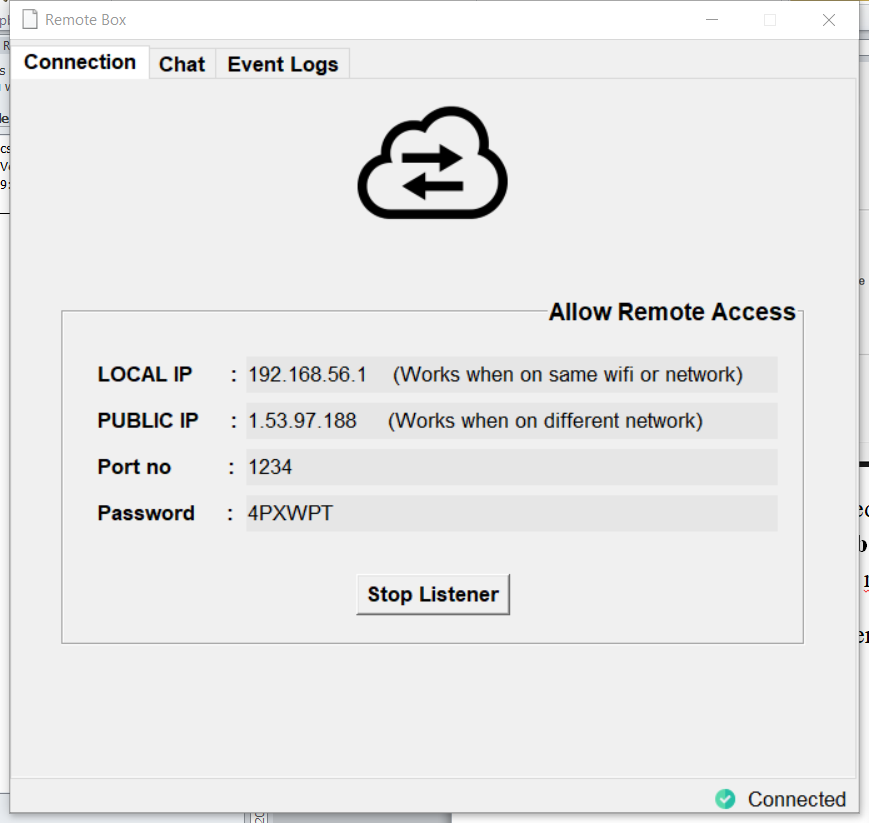 Remote Box
Connection Chat Event Logs
Allow Remote Access
LOCAL IP : 192.168.56.1 (Works when on same wifi or network)
PUBLIC IP : 1.53.97.188 (Works when on different network)
Port no : 1234
Password : 4PXWPT
Stop Listener
Connected